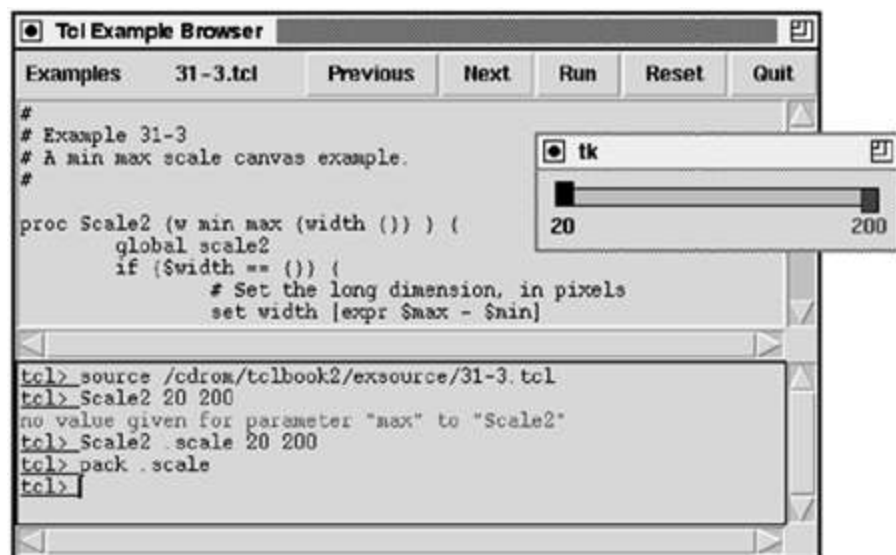 Tcl Example Browser
Examples 31-3.tcl Previous Next Run Reset Quit
#
# Example 31-3
# A min max scale canvas example.
#
proc Scale2 {w min max {width {}} } {
global scale2
if {$width == {}} {
# Set the long dimension, in pixels
set width [expr $max - $min]
tk
20 200
tcl> source /cdrom/tclbook2/exsource/31-3.tcl
tcl> Scale2 20 200
no value given for parameter "max" to "Scale2"
tcl> Scale2 .scale 20 200
tcl> pack .scale
tcl>